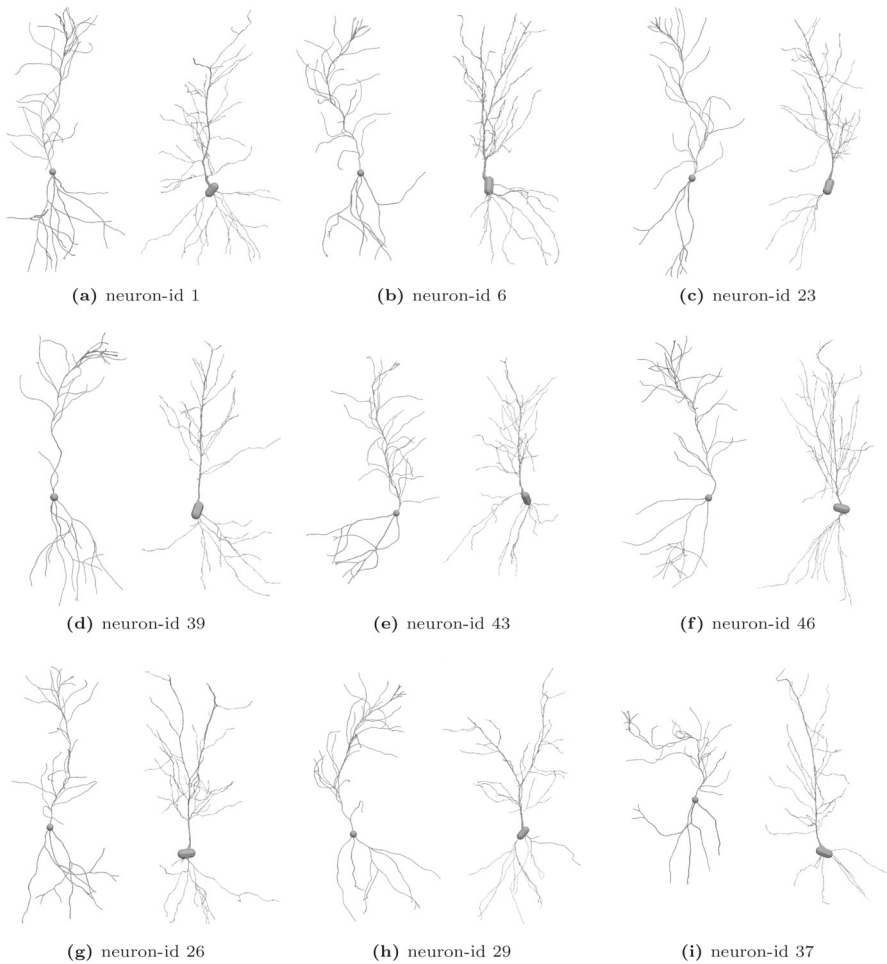 (a) neuron-id 1
(b) neuron-id 6
(c) neuron-id 23
(d) neuron-id 39
(e) neuron-id 43
(f) neuron-id 46
(g) neuron-id 26
(h) neuron-id 29
(i) neuron-id 37